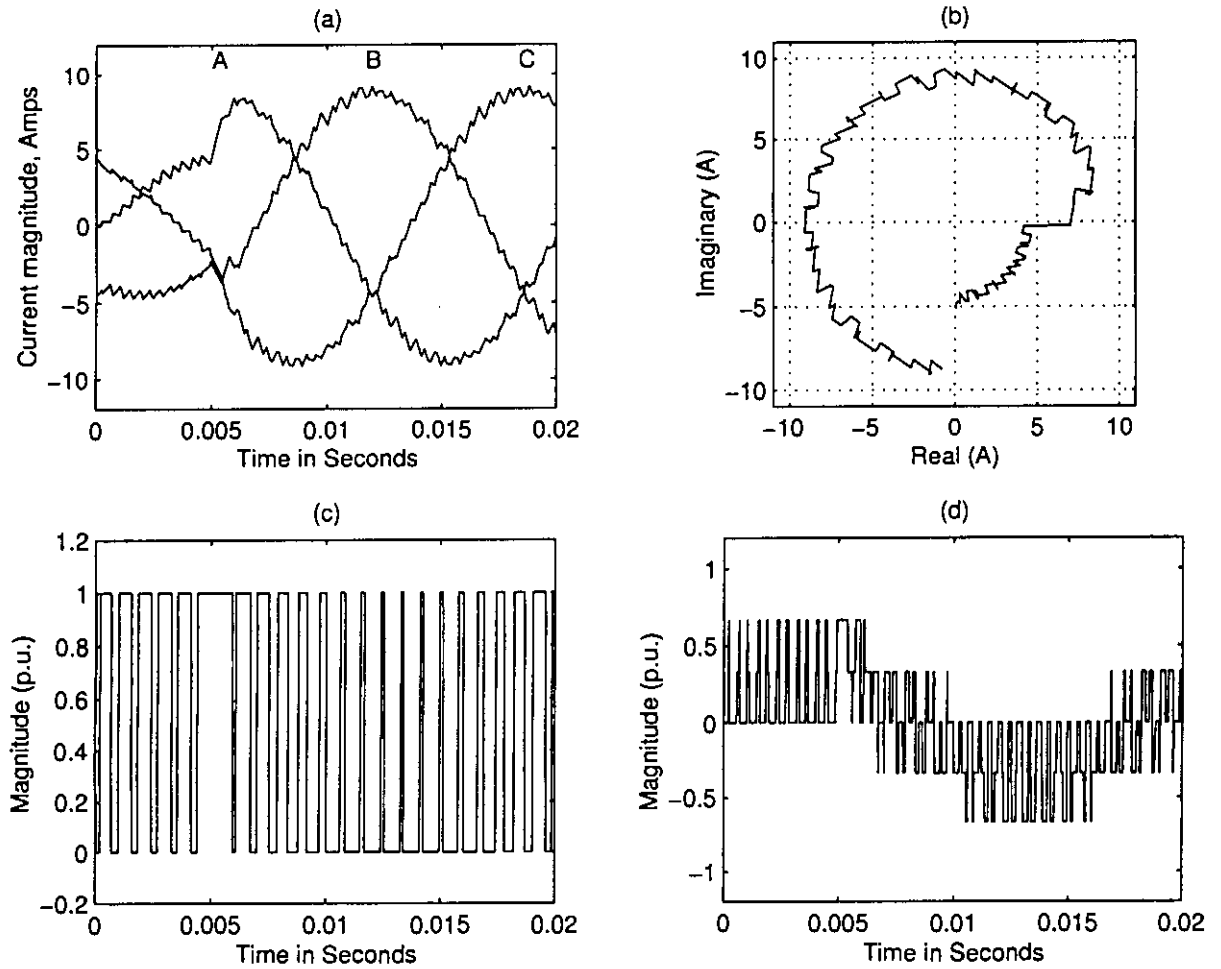 (a)
A B C
Current magnitude, Amps
10
5
0
−5
−10
0 0.005 0.01 0.015 0.02
Time in Seconds
(b)
Imaginary (A)
10
5
0
−5
−10
−10 −5 0 5 10
Real (A)
(c)
Magnitude (p.u.)
1.2
1
0.8
0.6
0.4
0.2
0
−0.2
0 0.005 0.01 0.015 0.02
Time in Seconds
(d)
Magnitude (p.u.)
1
0.5
0
−0.5
−1
0 0.005 0.01 0.015 0.02
Time in Seconds